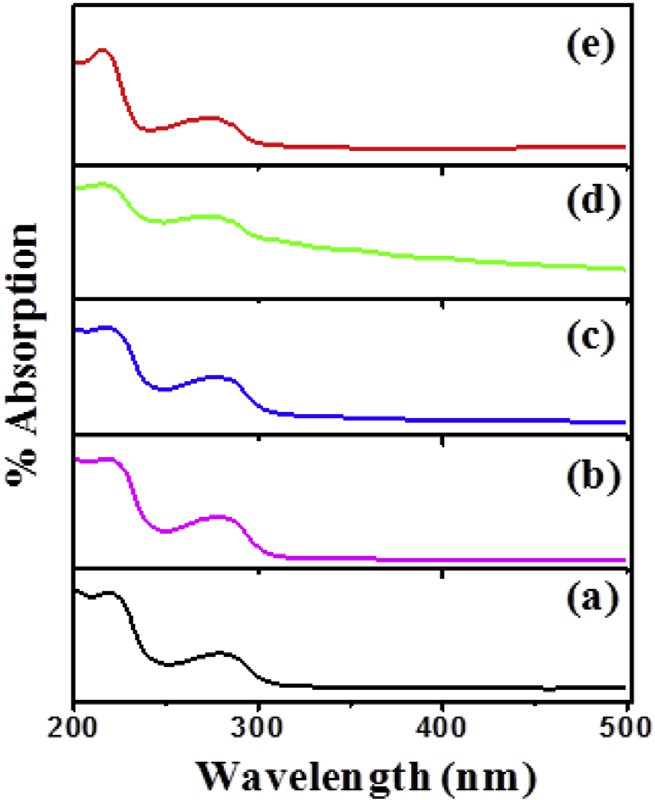 (e)
(d)
(c)
(b)
(a)
% Absorption
200 300 400 500
Wavelength (nm)